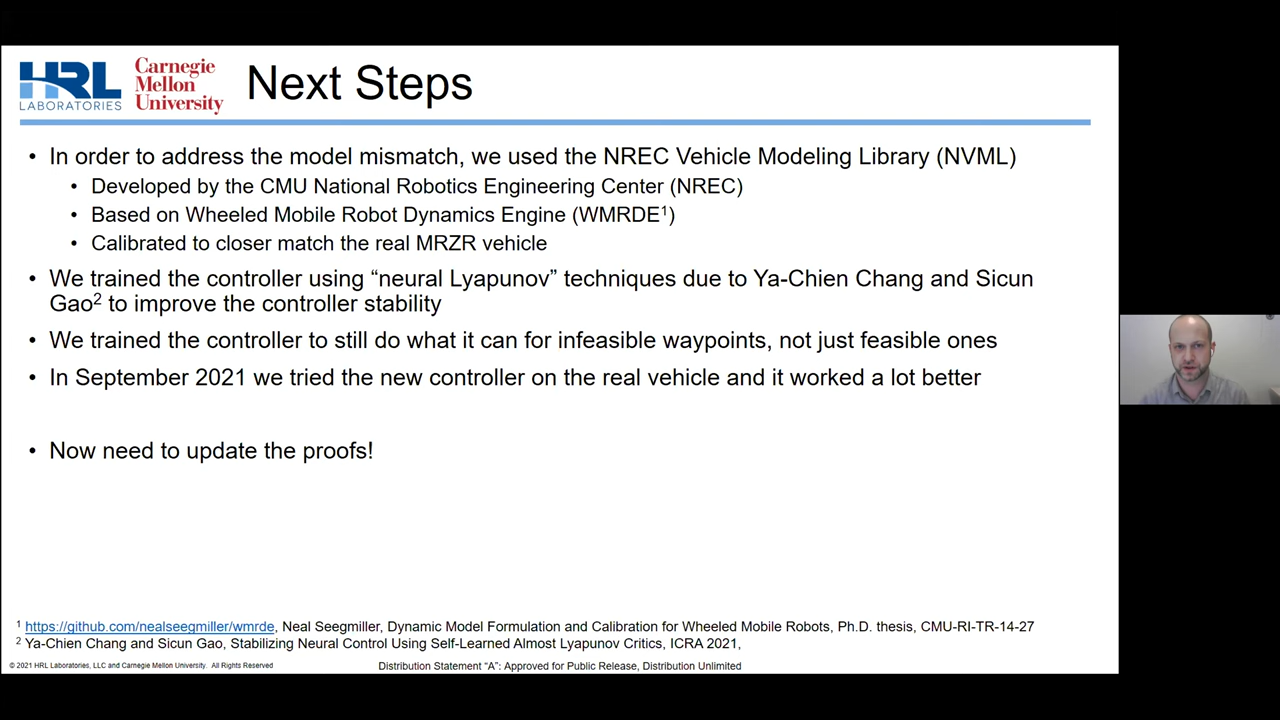 HRL
LABORATORIES
Carnegie
Mellon
University
Next Steps
• In order to address the model mismatch, we used the NREC Vehicle Modeling Library (NVML)
• Developed by the CMU National Robotics Engineering Center (NREC)
• Based on Wheeled Mobile Robot Dynamics Engine (WMRDE¹)
• Calibrated to closer match the real MRZR vehicle
• We trained the controller using “neural Lyapunov” techniques due to Ya-Chien Chang and Sicun
Gao² to improve the controller stability
• We trained the controller to still do what it can for infeasible waypoints, not just feasible ones
• In September 2021 we tried the new controller on the real vehicle and it worked a lot better
• Now need to update the proofs!
¹ https://github.com/nealseegmiller/wmrde, Neal Seegmiller, Dynamic Model Formulation and Calibration for Wheeled Mobile Robots, Ph.D. thesis, CMU-RI-TR-14-27
² Ya-Chien Chang and Sicun Gao, Stabilizing Neural Control Using Self-Learned Almost Lyapunov Critics, ICRA 2021,
© 2021 HRL Laboratories, LLC and Carnegie Mellon University. All Rights Reserved
Distribution Statement “A”: Approved for Public Release, Distribution Unlimited